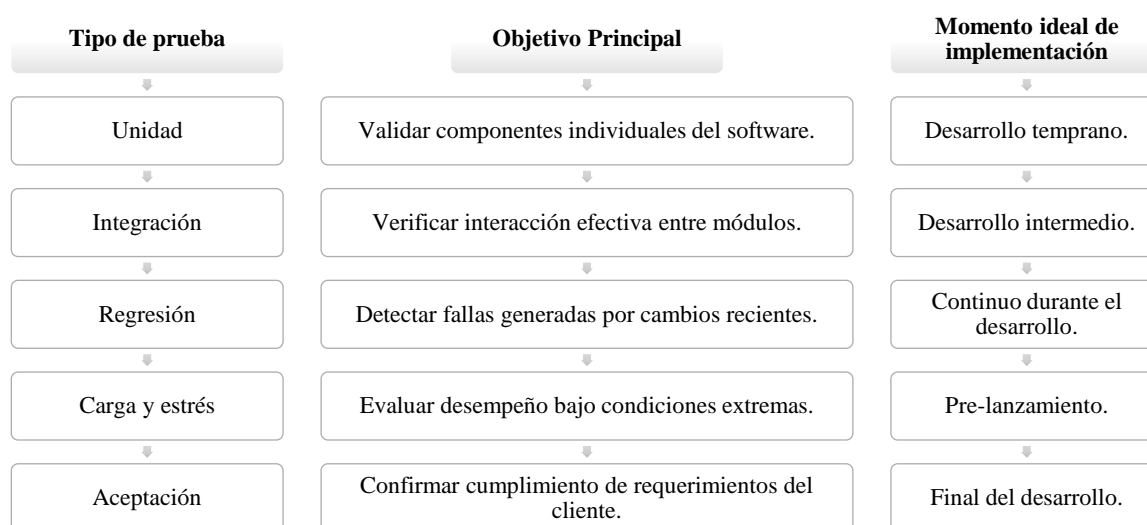 Tipo de prueba
Objetivo Principal
Momento ideal de
implementación
Unidad
Validar componentes individuales del software.
Desarrollo temprano.
Integración
Verificar interacción efectiva entre módulos.
Desarrollo intermedio.
Regresión
Detectar fallas generadas por cambios recientes.
Continuo durante el
desarrollo.
Carga y estrés
Evaluar desempeño bajo condiciones extremas.
Pre-lanzamiento.
Aceptación
Confirmar cumplimiento de requerimientos del
cliente.
Final del desarrollo.